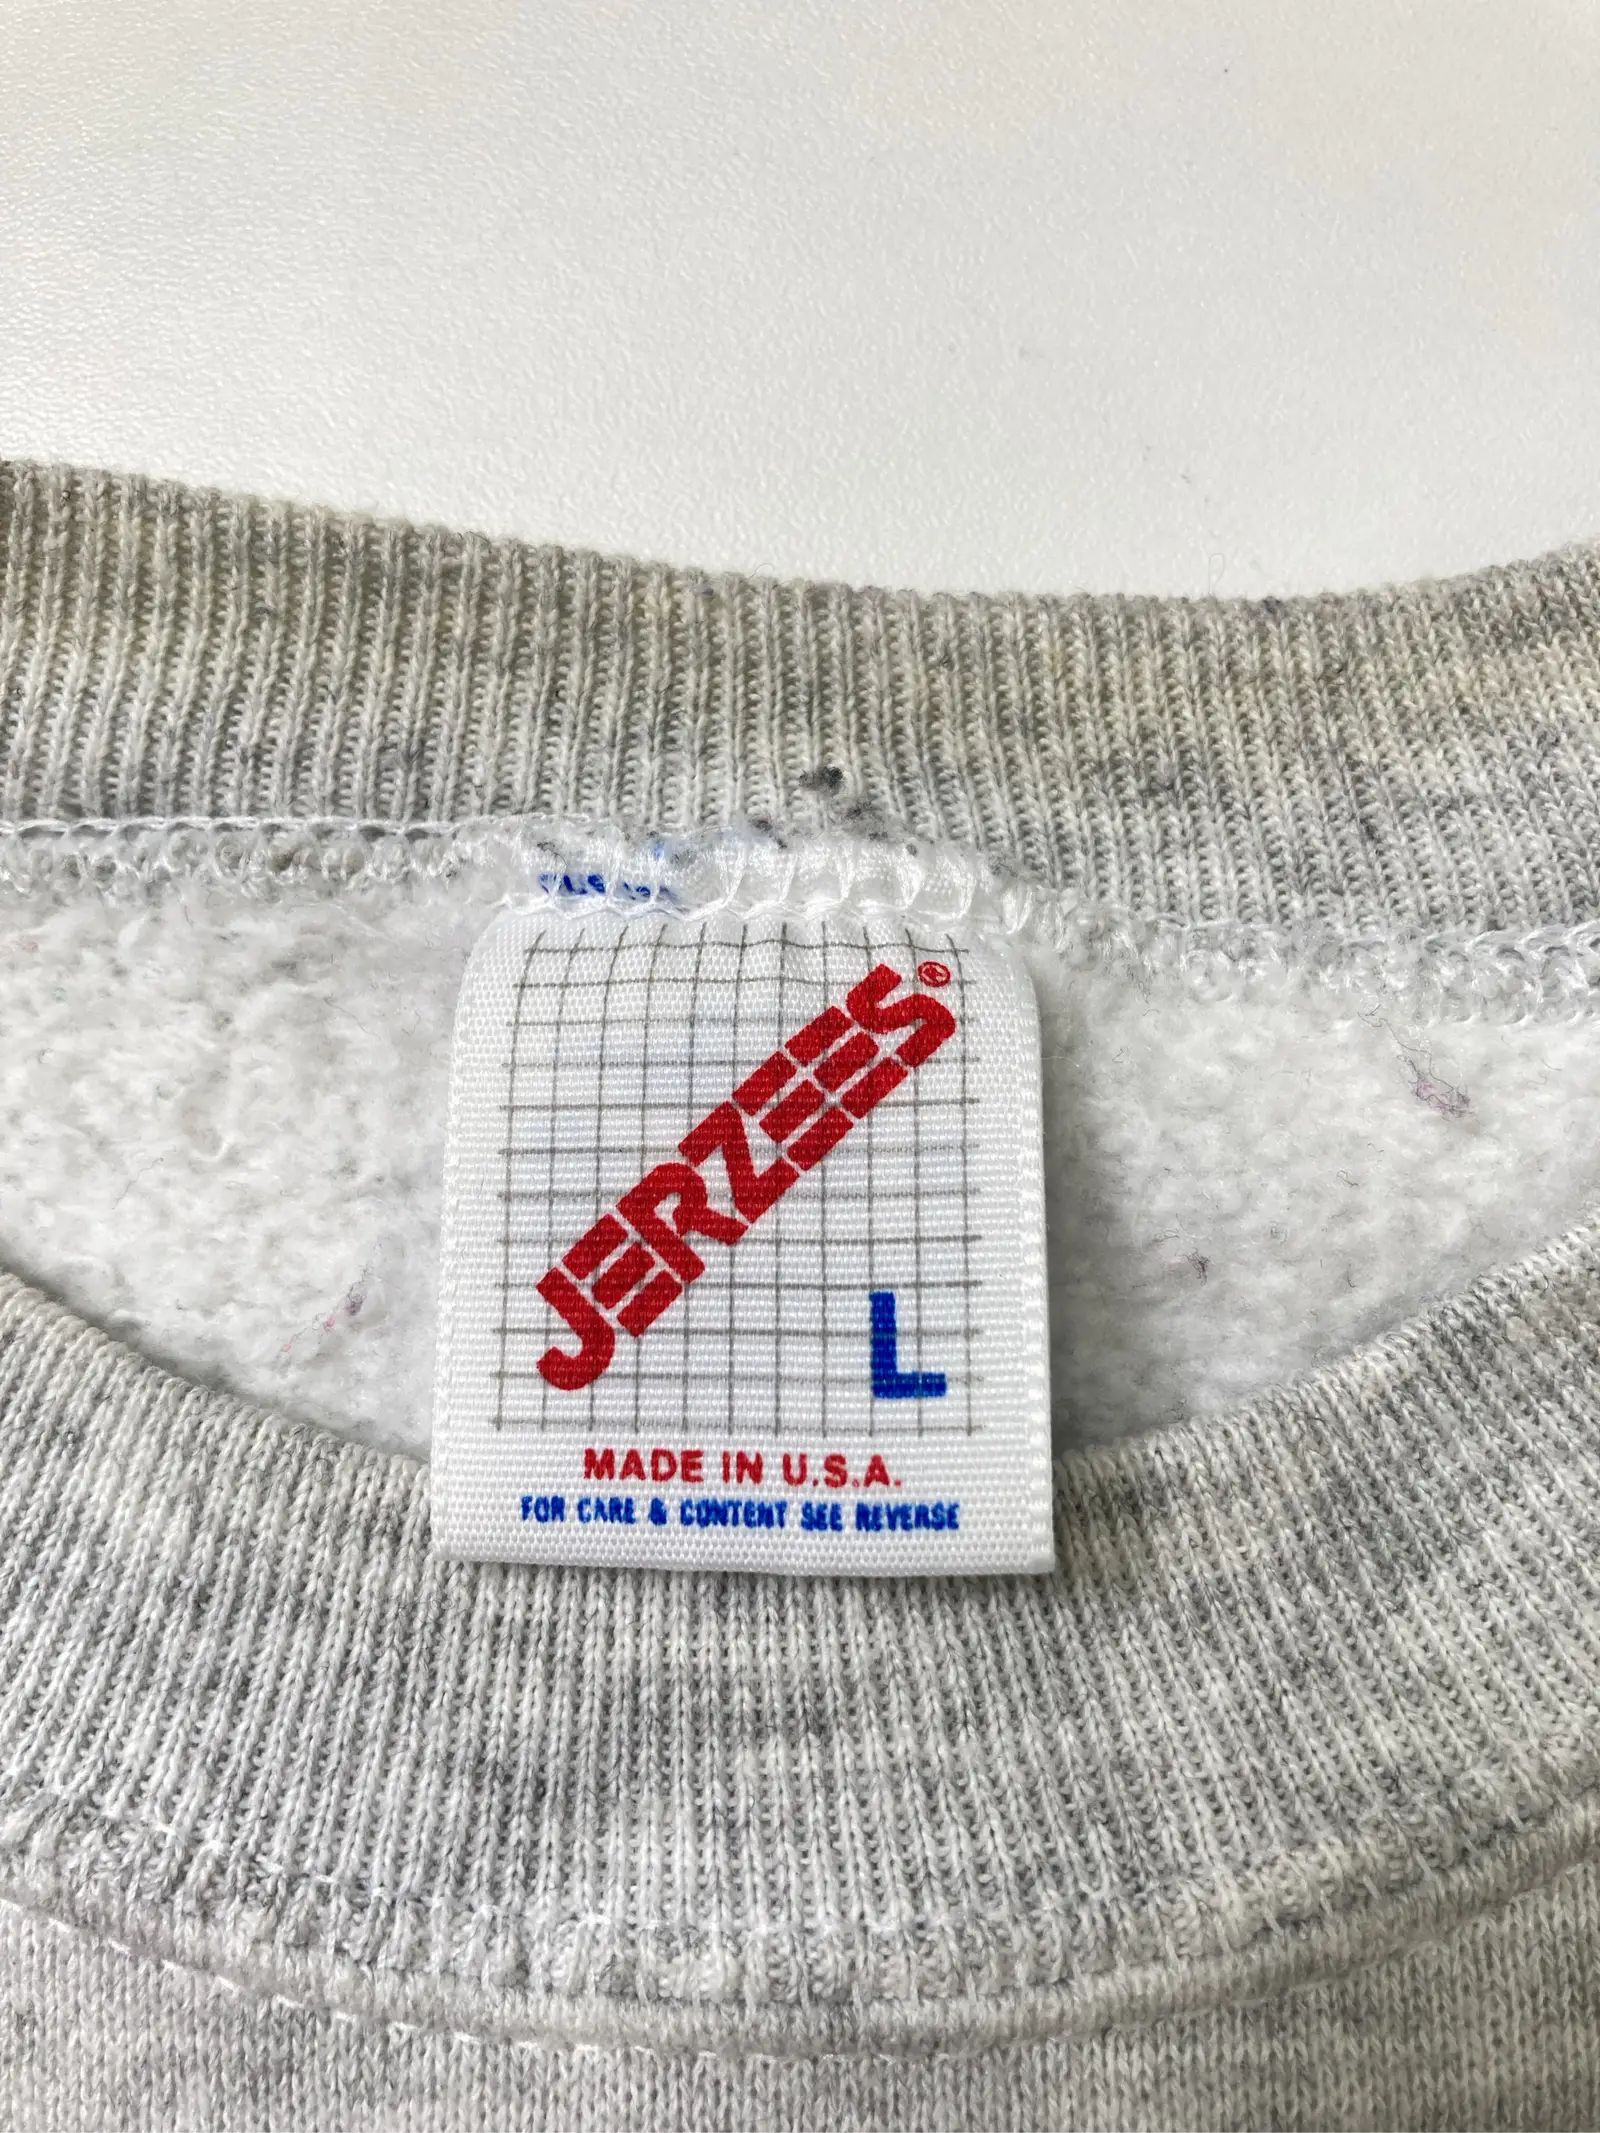 JERZEES®
L
MADE IN U.S.A.
FOR CARE & CONTENT SEE REVERSE